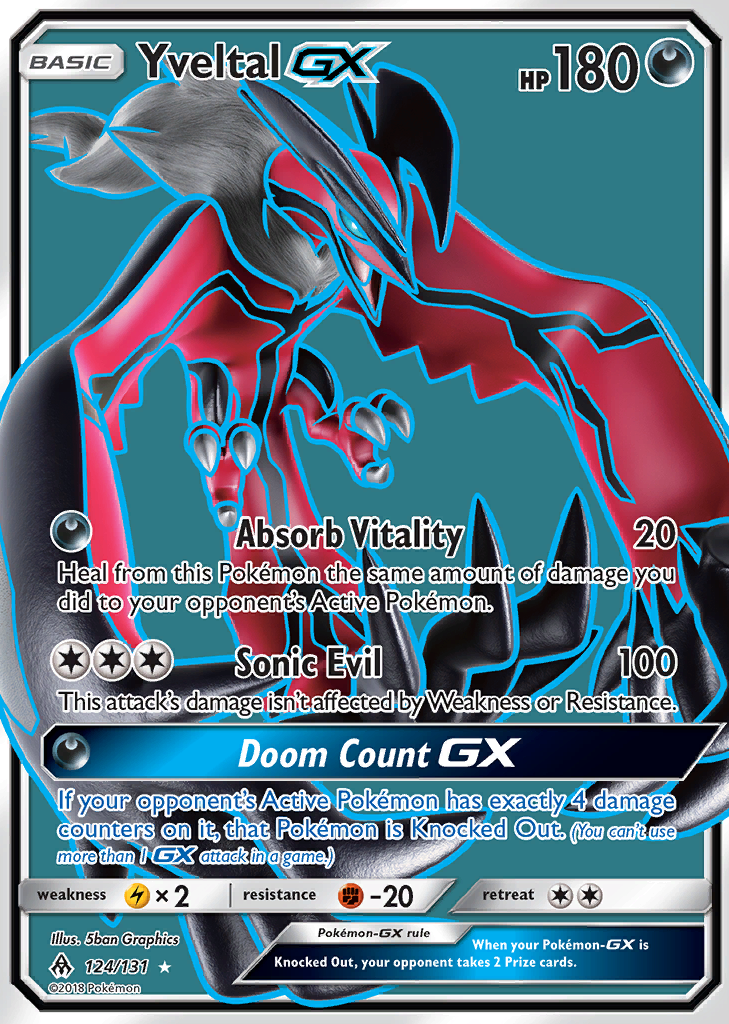 BASIC Yveltal GX HP 180
Absorb Vitality 20
Heal from this Pokémon the same amount of damage you
did to your opponent's Active Pokémon.
Sonic Evil 100
This attack's damage isn't affected by Weakness or Resistance.
Doom Count GX
If your opponent's Active Pokémon has exactly 4 damage
counters on it, that Pokémon is Knocked Out. (You can't use
more than 1 GX attack in a game.)
weakness × 2 resistance -20 retreat
Illus. 5ban Graphics
124/131
©2018 Pokémon
Pokémon-GX rule
When your Pokémon-GX is
Knocked Out, your opponent takes 2 Prize cards.